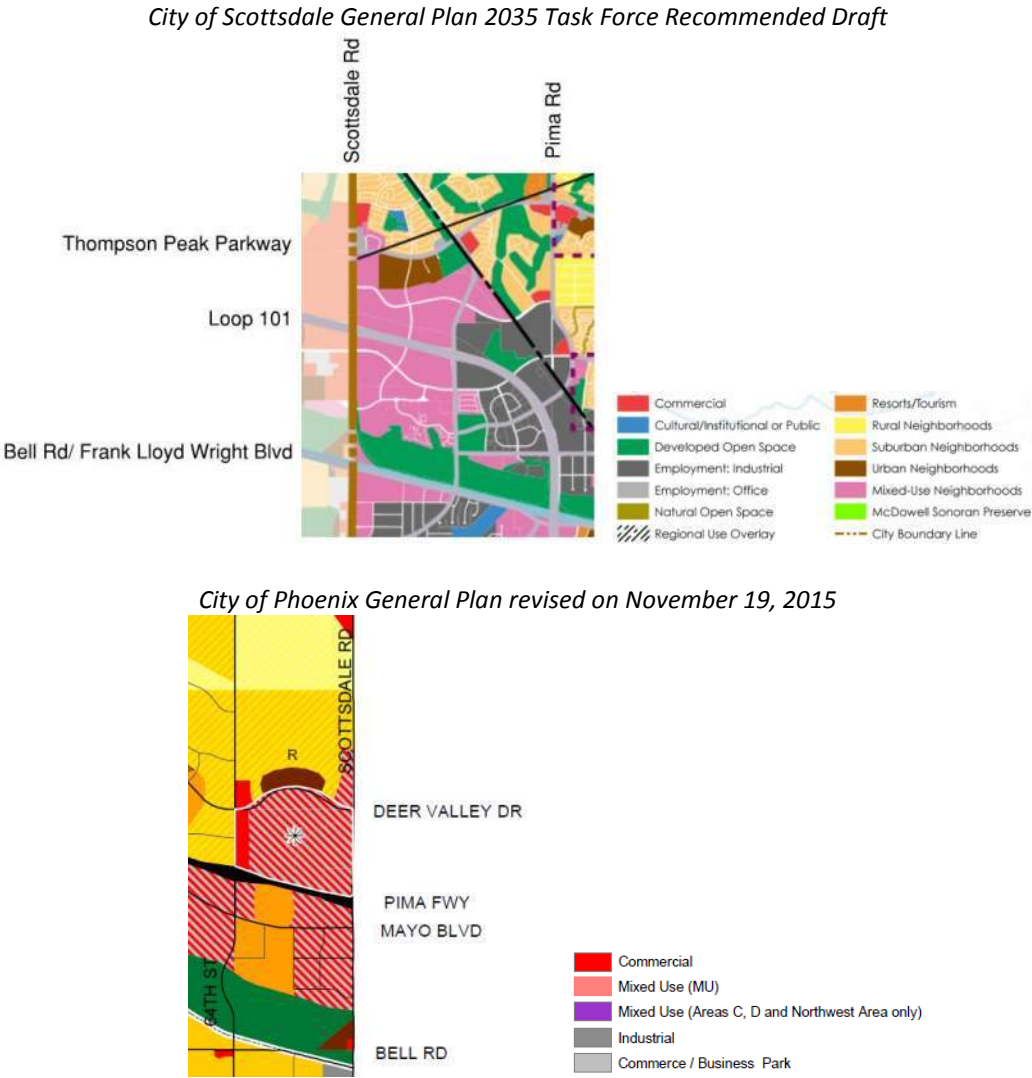 City of Scottsdale General Plan 2035 Task Force Recommended Draft
Scottsdale Rd
Pima Rd
Thompson Peak Parkway
Loop 101
Bell Rd/ Frank Lloyd Wright Blvd
Commercial
Cultural/Institutional or Public
Developed Open Space
Employment: Industrial
Employment: Office
Natural Open Space
Regional Use Overlay
Resorts/Tourism
Rural Neighborhoods
Suburban Neighborhoods
Urban Neighborhoods
Mixed-Use Neighborhoods
McDowell Sonoran Preserve
City Boundary Line
City of Phoenix General Plan revised on November 19, 2015
SCOTTSDALE RD
R
DEER VALLEY DR
PIMA FWY
MAYO BLVD
64TH ST
BELL RD
Commercial
Mixed Use (MU)
Mixed Use (Areas C, D and Northwest Area only)
Industrial
Commerce / Business Park